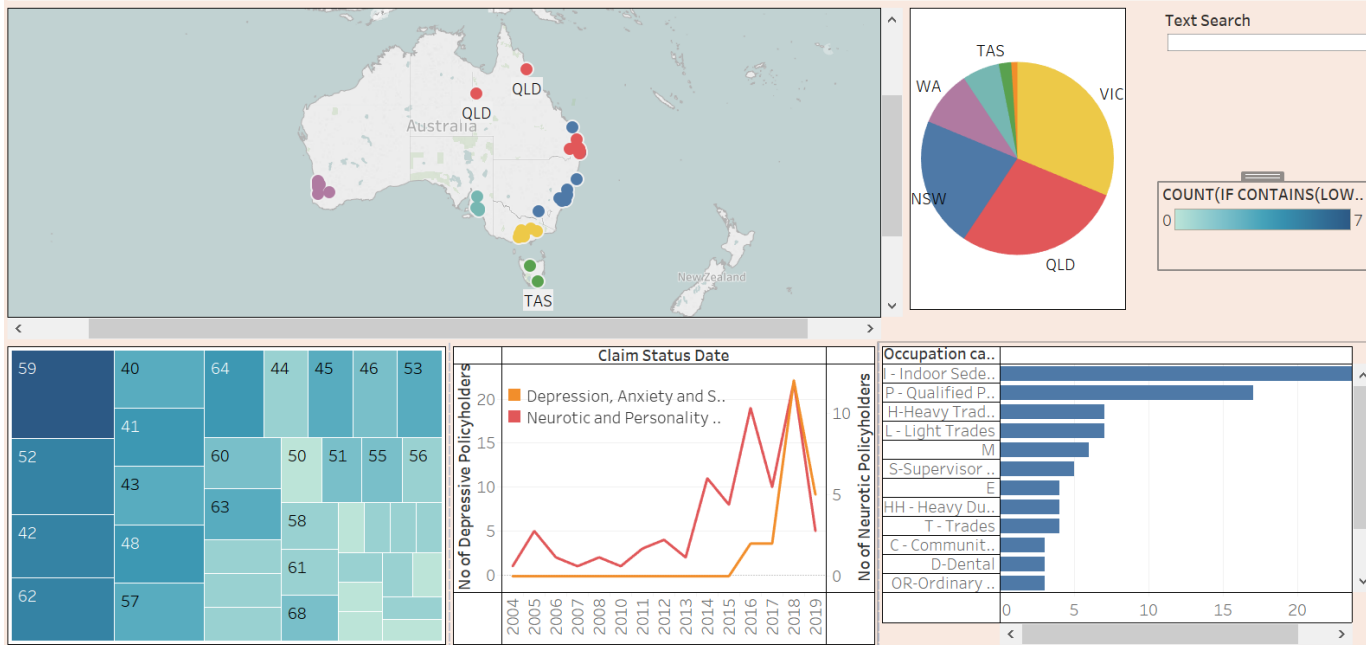 QLD
QLD
Australia
New Zealand
TAS
TAS
WA
VIC
NSW
QLD
Text Search
COUNT(IF CONTAINS(LOW..
0
7
59
40
64
44
45
46
53
41
52
60
50
51
55
56
43
63
42
58
48
61
62
57
68
Claim Status Date
No of Depressive Policyholders
No of Neurotic Policyholders
Depression, Anxiety and S..
Neurotic and Personality ..
20
15
10
5
0
10
5
0
2004
2005
2006
2007
2008
2010
2011
2012
2013
2014
2015
2016
2017
2018
2019
Occupation ca..
I - Indoor Sede..
P - Qualified P..
H-Heavy Trad..
L - Light Trades
M
S-Supervisor ..
E
HH - Heavy Du..
T - Trades
C - Communit..
D-Dental
OR-Ordinary ..
0 5 10 15 20